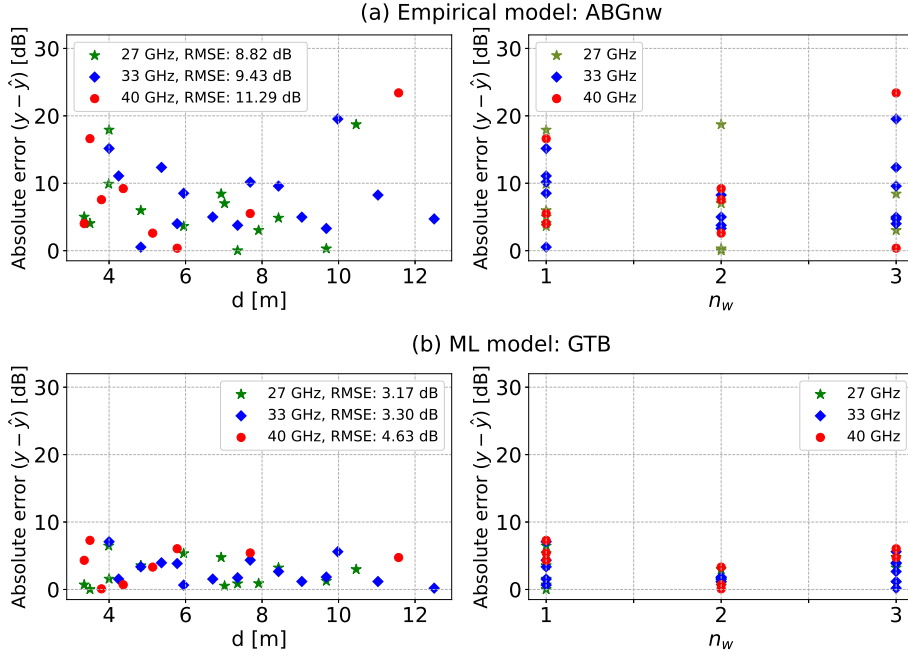 (a) Empirical model: ABGnw
Absolute error (y − ŷ) [dB]
30
20
10
0
27 GHz, RMSE: 8.82 dB
33 GHz, RMSE: 9.43 dB
40 GHz, RMSE: 11.29 dB
4 6 8 10 12
d [m]
Absolute error (y − ŷ) [dB]
30
20
10
0
27 GHz
33 GHz
40 GHz
1 2 3
n_w
(b) ML model: GTB
Absolute error (y − ŷ) [dB]
30
20
10
0
27 GHz, RMSE: 3.17 dB
33 GHz, RMSE: 3.30 dB
40 GHz, RMSE: 4.63 dB
4 6 8 10 12
d [m]
Absolute error (y − ŷ) [dB]
30
20
10
0
27 GHz
33 GHz
40 GHz
1 2 3
n_w